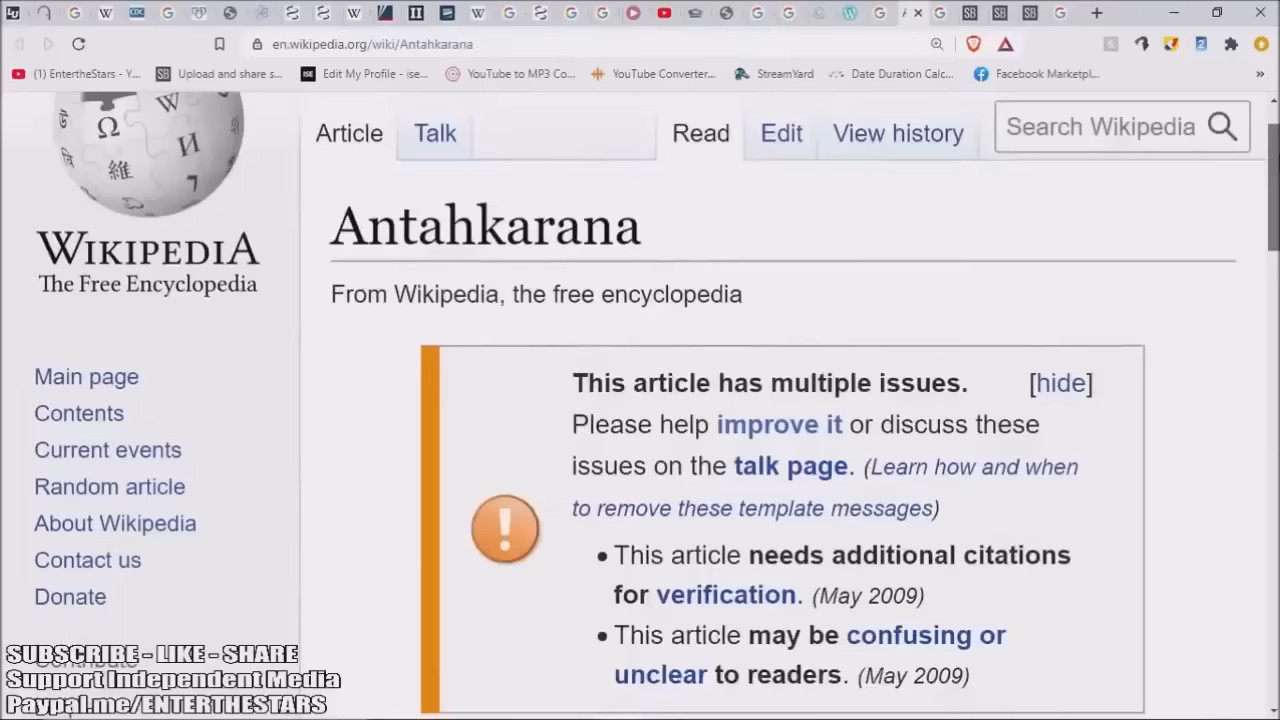 en.wikipedia.org/wiki/Antahkarana
(1) EntertheStars - Y... Upload and share s... Edit My Profile - ise... YouTube to MP3 Co... YouTube Converter... StreamYard Date Duration Calc... Facebook Marketpl... »
Article Talk Read Edit View history Search Wikipedia
WIKIPEDIA
The Free Encyclopedia
Antahkarana
From Wikipedia, the free encyclopedia
This article has multiple issues. [hide]
Please help improve it or discuss these
issues on the talk page. (Learn how and when
to remove these template messages)
• This article needs additional citations
for verification. (May 2009)
• This article may be confusing or
unclear to readers. (May 2009)
Main page
Contents
Current events
Random article
About Wikipedia
Contact us
Donate
Contribute
SUBSCRIBE - LIKE - SHARE
Support Independent Media
Paypal.me/ENTERTHESTARS